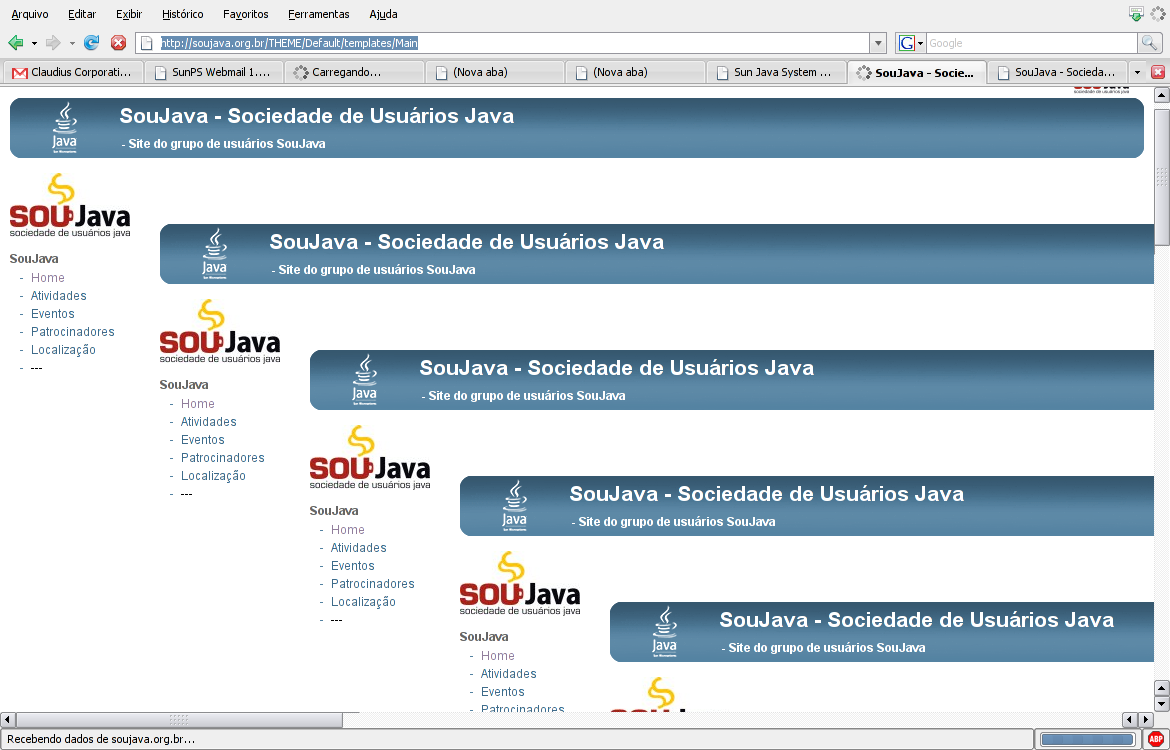 Arquivo Editar Exibir Histórico Favoritos Ferramentas Ajuda
http://soujava.org.br/THEME/Default/templates/Main
G Google
Claudius Corporati... SunPS Webmail 1.... Carregando... (Nova aba) (Nova aba) Sun Java System ... SouJava - Socie... SouJava - Socieda...
sociedade de usuários java
SouJava - Sociedade de Usuários Java
- Site do grupo de usuários SouJava
Java
SOUJava
sociedade de usuários java
SouJava
- Home
- Atividades
- Eventos
- Patrocinadores
- Localização
- ---
SouJava - Sociedade de Usuários Java
- Site do grupo de usuários SouJava
Java
SOUJava
sociedade de usuários java
SouJava
- Home
- Atividades
- Eventos
- Patrocinadores
- Localização
- ---
SouJava - Sociedade de Usuários Java
- Site do grupo de usuários SouJava
Java
SOUJava
sociedade de usuários java
SouJava
- Home
- Atividades
- Eventos
- Patrocinadores
- Localização
- ---
SouJava - Sociedade de Usuários Java
- Site do grupo de usuários SouJava
Java
SOUJava
sociedade de usuários java
SouJava
- Home
- Atividades
- Eventos
- Patrocinadores
SouJava - Sociedade de Usuários Java
- Site do grupo de usuários SouJava
Java
Recebendo dados de soujava.org.br...
ABP